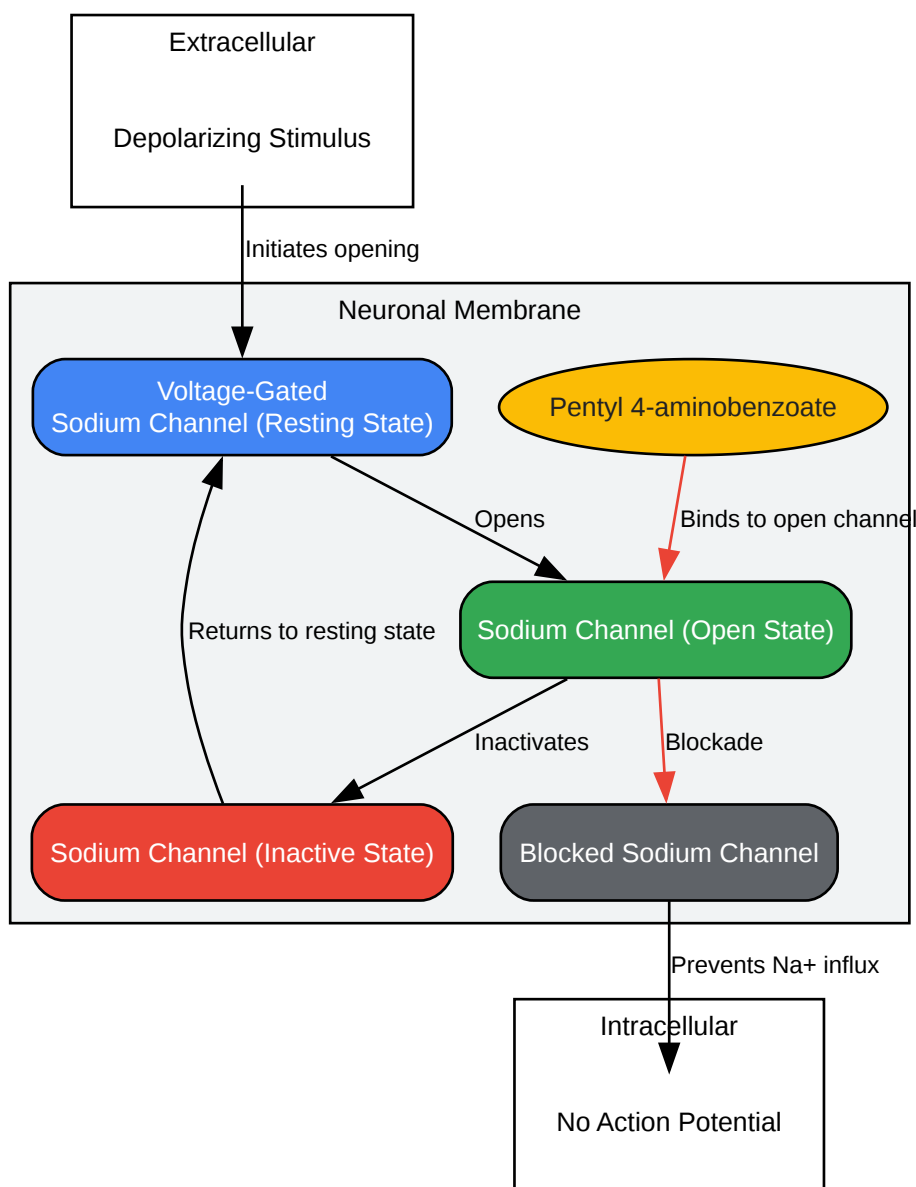 Extracellular
Depolarizing Stimulus
Initiates opening
Neuronal Membrane
Voltage-Gated
Sodium Channel (Resting State)
Pentyl 4-aminobenzoate
Opens
Binds to open channel
Returns to resting state
Sodium Channel (Open State)
Inactivates
Blockade
Sodium Channel (Inactive State)
Blocked Sodium Channel
Prevents Na+ influx
Intracellular
No Action Potential